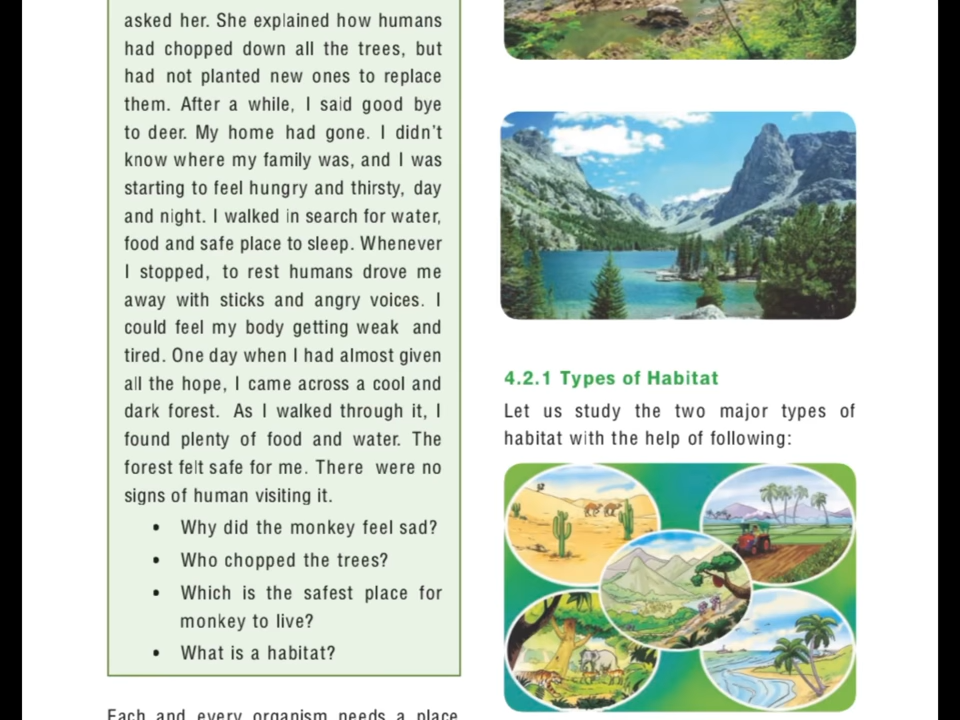 asked her. She explained how humans
had chopped down all the trees, but
had not planted new ones to replace
them. After a while, I said good bye
to deer. My home had gone. I didn't
know where my family was, and I was
starting to feel hungry and thirsty, day
and night. I walked in search for water,
food and safe place to sleep. Whenever
I stopped, to rest humans drove me
away with sticks and angry voices. I
could feel my body getting weak and
tired. One day when I had almost given
all the hope, I came across a cool and
dark forest. As I walked through it, I
found plenty of food and water. The
forest felt safe for me. There were no
signs of human visiting it.
• Why did the monkey feel sad?
• Who chopped the trees?
• Which is the safest place for
monkey to live?
• What is a habitat?
Each and every organism needs a place
4.2.1 Types of Habitat
Let us study the two major types of
habitat with the help of following: